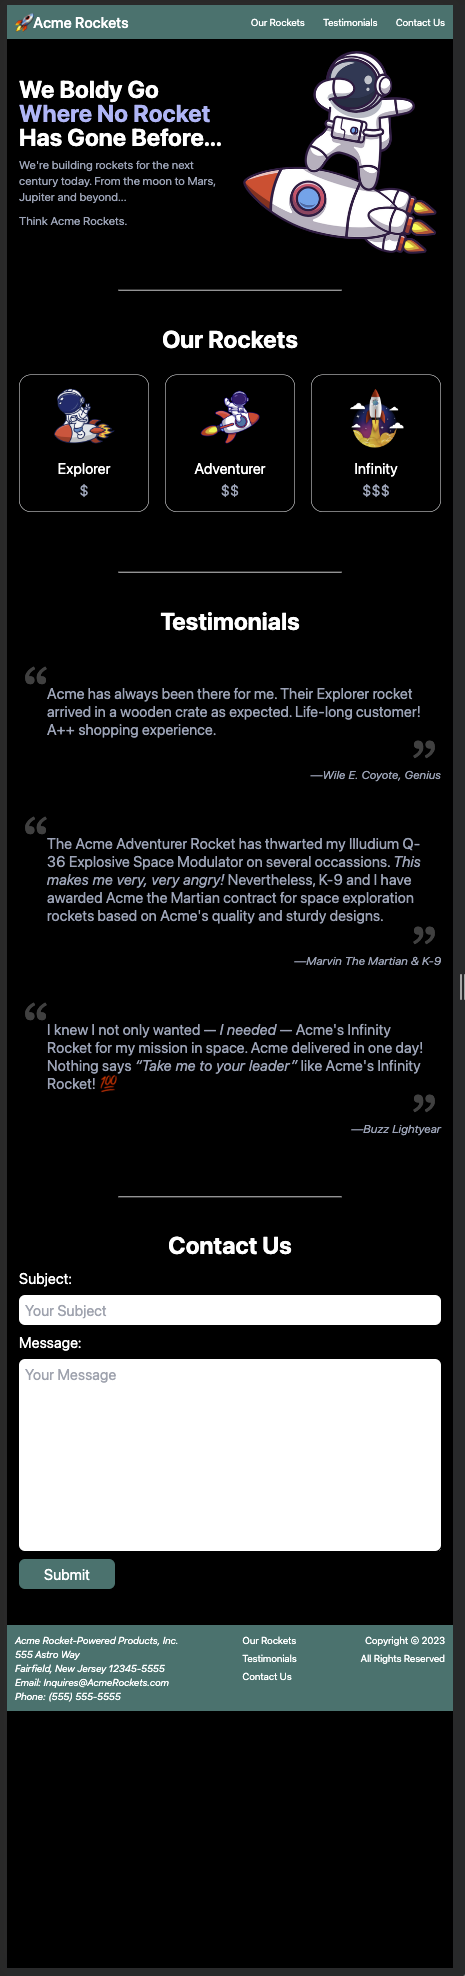 🚀Acme Rockets
Our Rockets
Testimonials
Contact Us
We Boldy Go
Where No Rocket
Has Gone Before...
We're building rockets for the next
century today. From the moon to Mars,
Jupiter and beyond...
Think Acme Rockets.
Our Rockets
Explorer
$
Adventurer
$$
Infinity
$$$
Testimonials
“
Acme has always been there for me. Their Explorer rocket
arrived in a wooden crate as expected. Life-long customer!
A++ shopping experience.
”
—Wile E. Coyote, Genius
“
The Acme Adventurer Rocket has thwarted my Illudium Q-
36 Explosive Space Modulator on several occassions. This
makes me very, very angry! Nevertheless, K-9 and I have
awarded Acme the Martian contract for space exploration
rockets based on Acme's quality and sturdy designs.
”
—Marvin The Martian & K-9
“
I knew I not only wanted — I needed — Acme's Infinity
Rocket for my mission in space. Acme delivered in one day!
Nothing says “Take me to your leader” like Acme's Infinity
Rocket! 💯
”
—Buzz Lightyear
Contact Us
Subject:
Your Subject
Message:
Your Message
Submit
Acme Rocket-Powered Products, Inc.
555 Astro Way
Fairfield, New Jersey 12345-5555
Email: Inquires@AcmeRockets.com
Phone: (555) 555-5555
Our Rockets
Testimonials
Contact Us
Copyright © 2023
All Rights Reserved